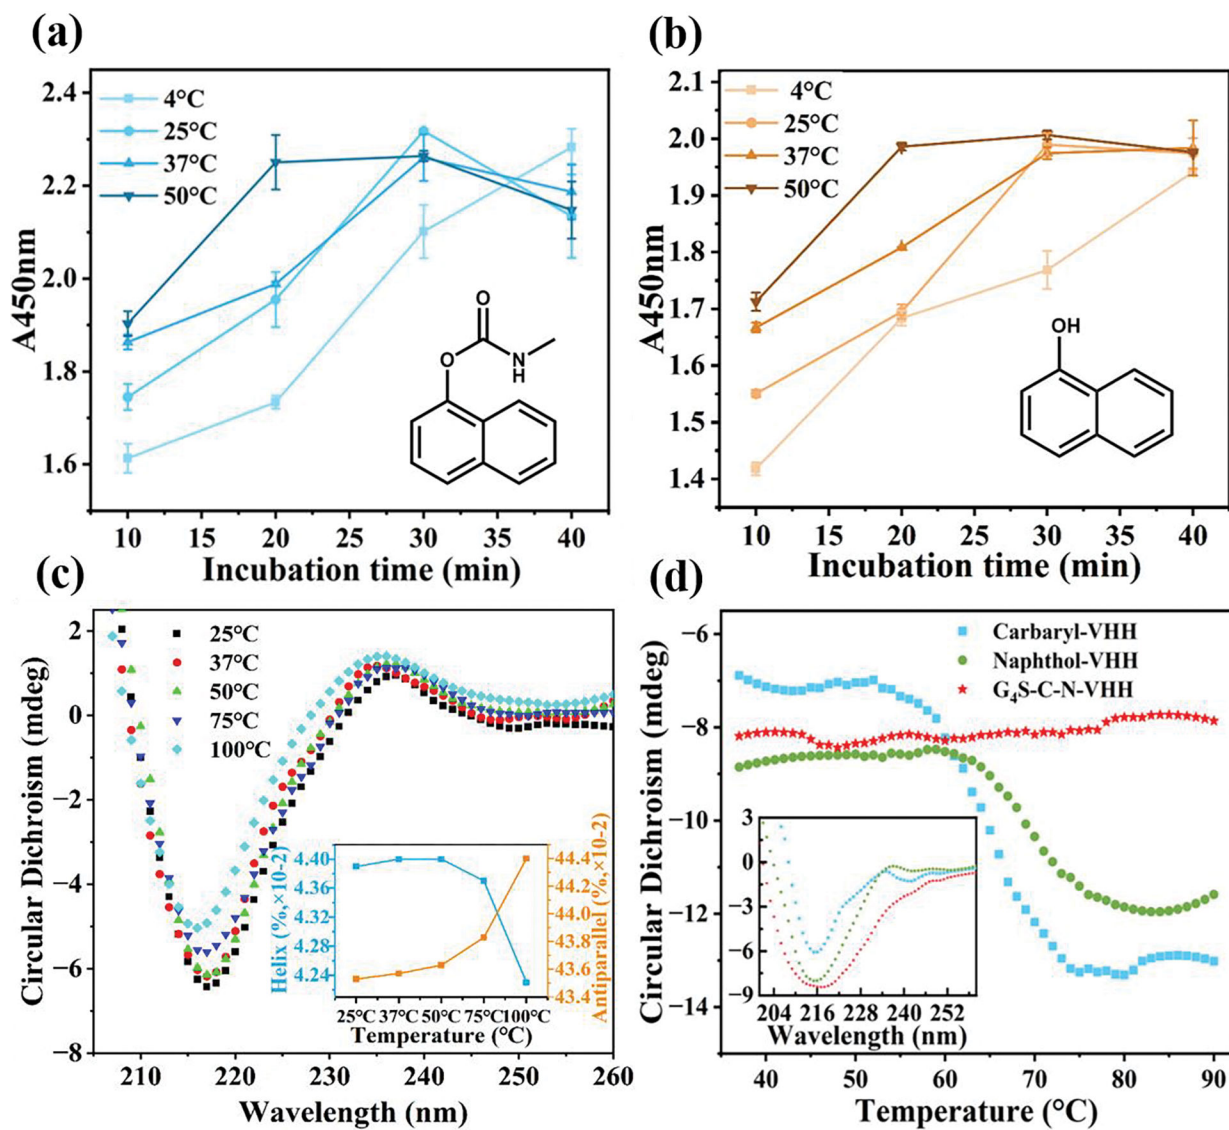 (a)
A450nm
2.4
2.2
2.0
1.8
1.6
4°C
25°C
37°C
50°C
O
O
N
H
10 15 20 25 30 35 40
Incubation time (min)
(b)
A450nm
2.1
2.0
1.9
1.8
1.7
1.6
1.5
1.4
4°C
25°C
37°C
50°C
OH
10 15 20 25 30 35 40
Incubation time (min)
(c)
Circular Dichroism (mdeg)
2
0
−2
−4
−6
−8
25°C
37°C
50°C
75°C
100°C
Helix (%,×10-2)
4.40
4.36
4.32
4.28
4.24
Antiparallel (%,×10-2)
44.4
44.2
44.0
43.8
43.6
43.4
25°C 37°C 50°C 75°C 100°C
Temperature (°C)
210 220 230 240 250 260
Wavelength (nm)
(d)
Circular Dichroism (mdeg)
−6
−8
−10
−12
−14
Carbaryl-VHH
Naphthol-VHH
G₄S-C-N-VHH
3
0
−3
−6
−9
204 216 228 240 252
Wavelength (nm)
40 50 60 70 80 90
Temperature (°C)